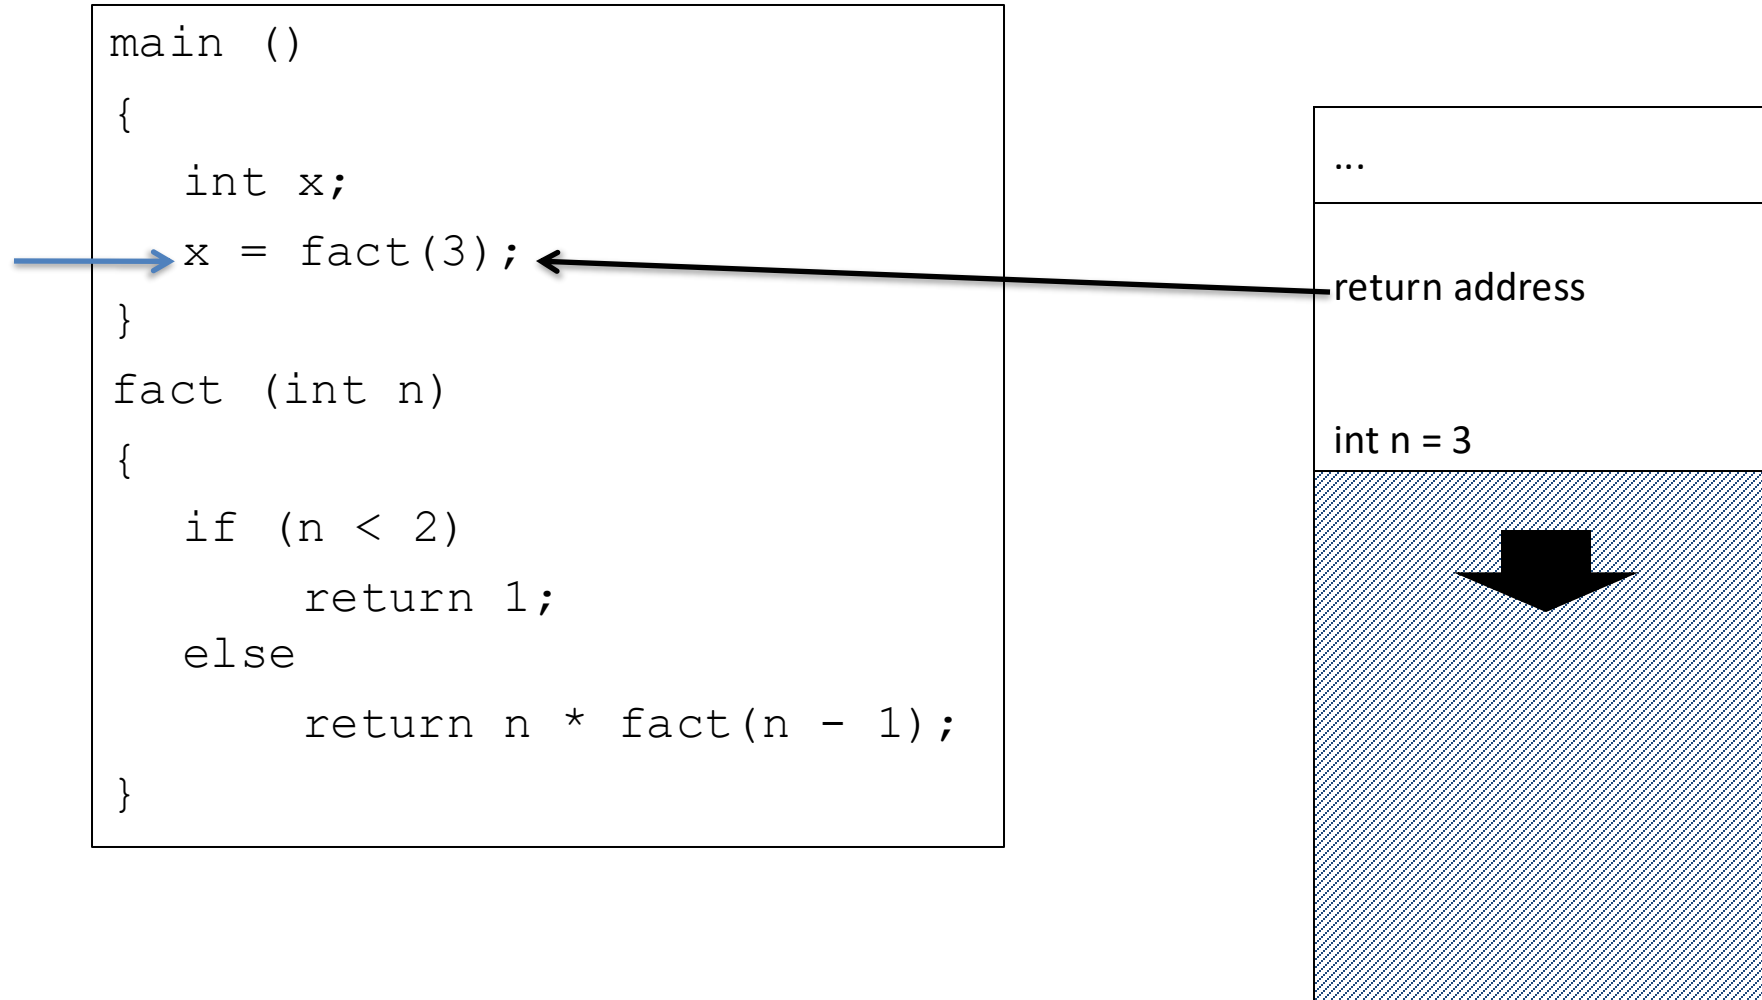 main ()
{
int x;
x = fact(3);
}
fact (int n)
{
if (n < 2)
return 1;
else
return n * fact(n - 1);
}
...
return address
int n = 3